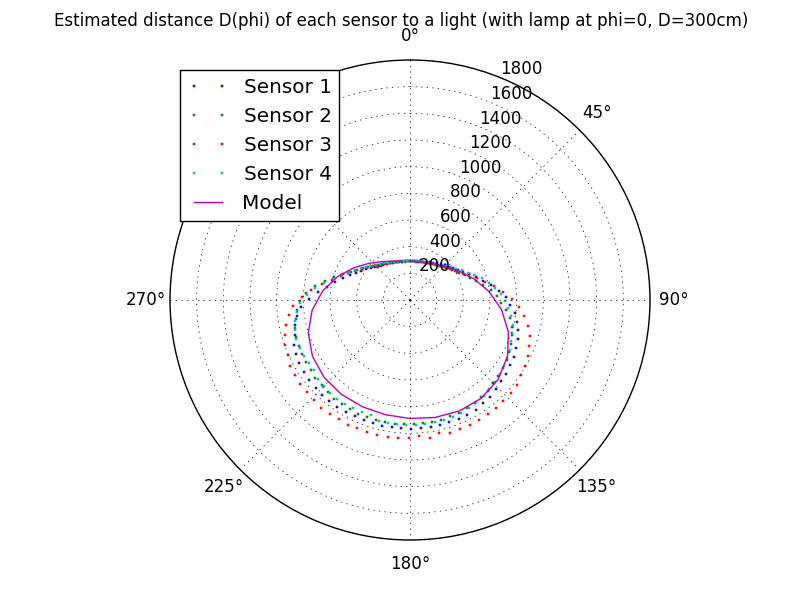 Estimated distance D(phi) of each sensor to a light (with lamp at phi=0, D=300cm)
0°
1800
1600
1400
1200
1000
800
600
400
200
45°
90°
135°
180°
225°
270°
Sensor 1
Sensor 2
Sensor 3
Sensor 4
Model